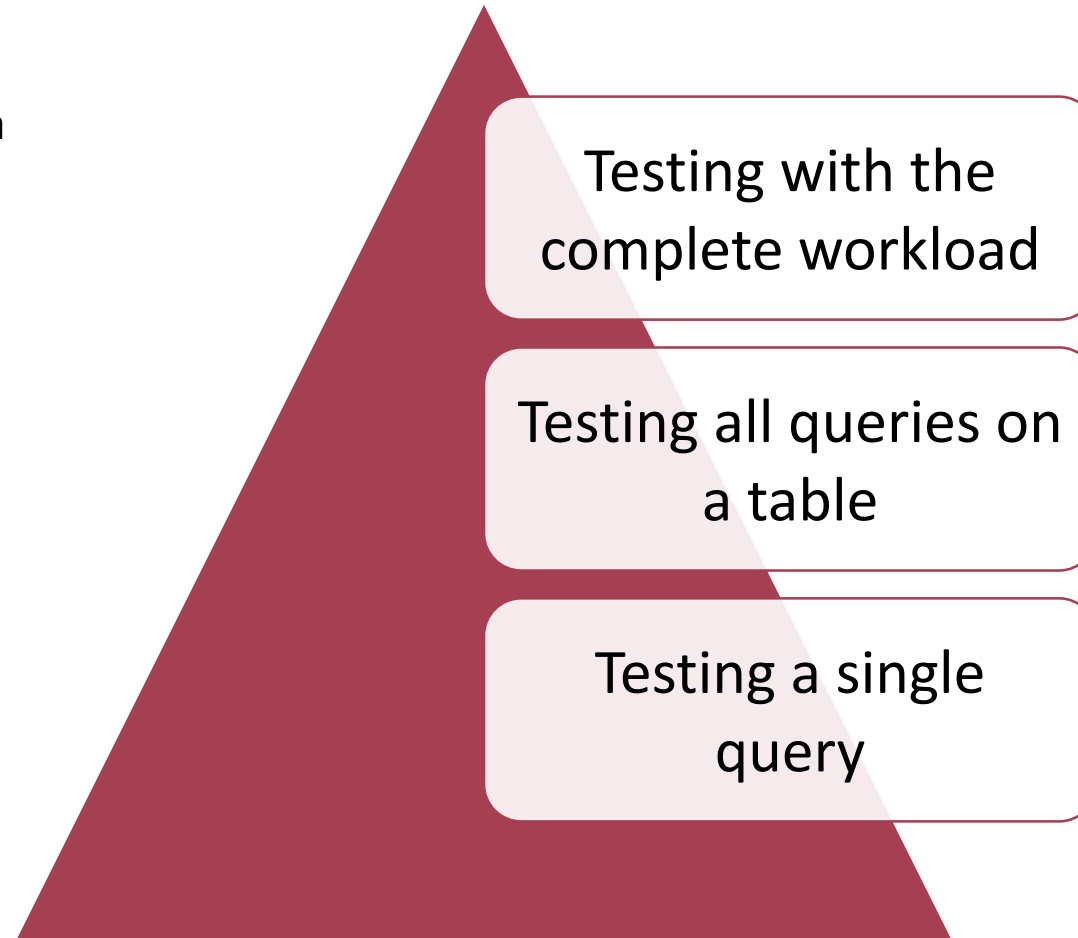 Testing with the
complete workload
Testing all queries on
a table
Testing a single
query